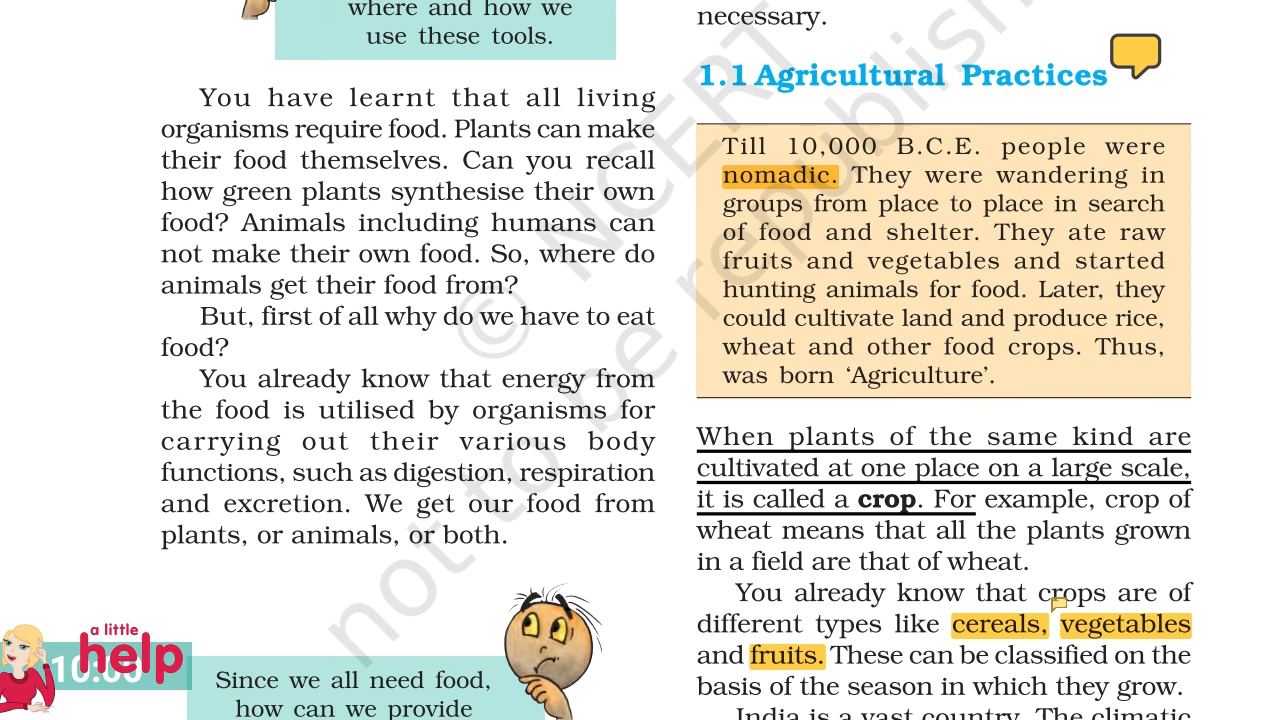 where and how we
use these tools.
You have learnt that all living
organisms require food. Plants can make
their food themselves. Can you recall
how green plants synthesise their own
food? Animals including humans can
not make their own food. So, where do
animals get their food from?
But, first of all why do we have to eat
food?
You already know that energy from
the food is utilised by organisms for
carrying out their various body
functions, such as digestion, respiration
and excretion. We get our food from
plants, or animals, or both.
Since we all need food,
how can we provide
a little
help
necessary.
1.1 Agricultural Practices
Till 10,000 B.C.E. people were
nomadic. They were wandering in
groups from place to place in search
of food and shelter. They ate raw
fruits and vegetables and started
hunting animals for food. Later, they
could cultivate land and produce rice,
wheat and other food crops. Thus,
was born ‘Agriculture’.
When plants of the same kind are
cultivated at one place on a large scale,
it is called a crop. For example, crop of
wheat means that all the plants grown
in a field are that of wheat.
You already know that crops are of
different types like cereals, vegetables
and fruits. These can be classified on the
basis of the season in which they grow.
India is a vast country. The climatic
© NCERT
not to be republish